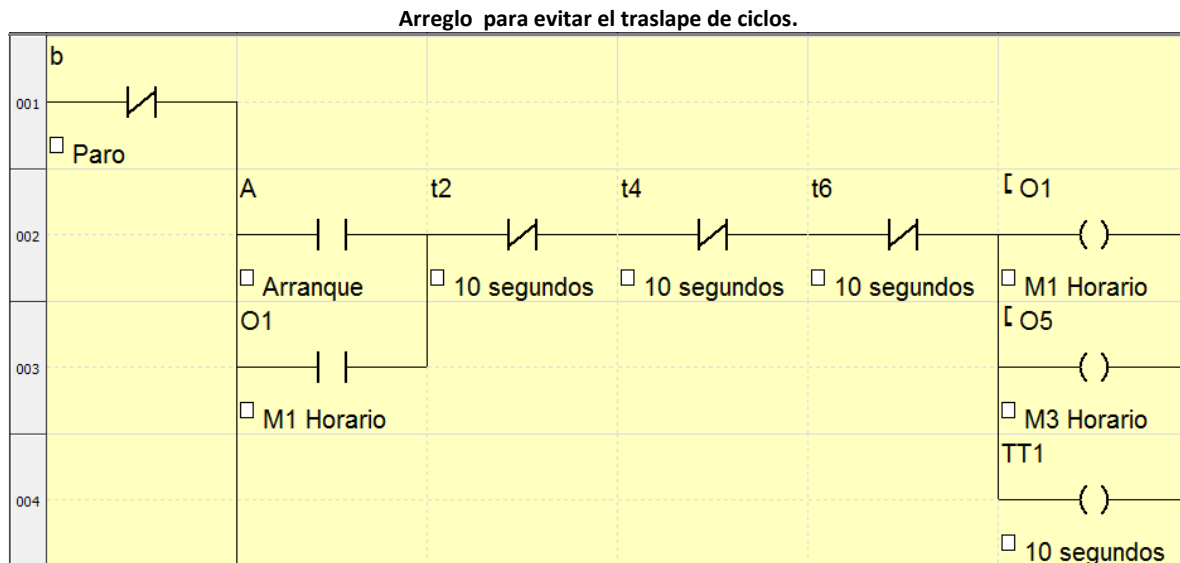 Arreglo para evitar el traslape de ciclos.
b
001
Paro
A t2 t4 t6 [ O1
002
Arranque 10 segundos 10 segundos 10 segundos M1 Horario
O1 [ O5
003
M1 Horario M3 Horario
TT1
004
10 segundos